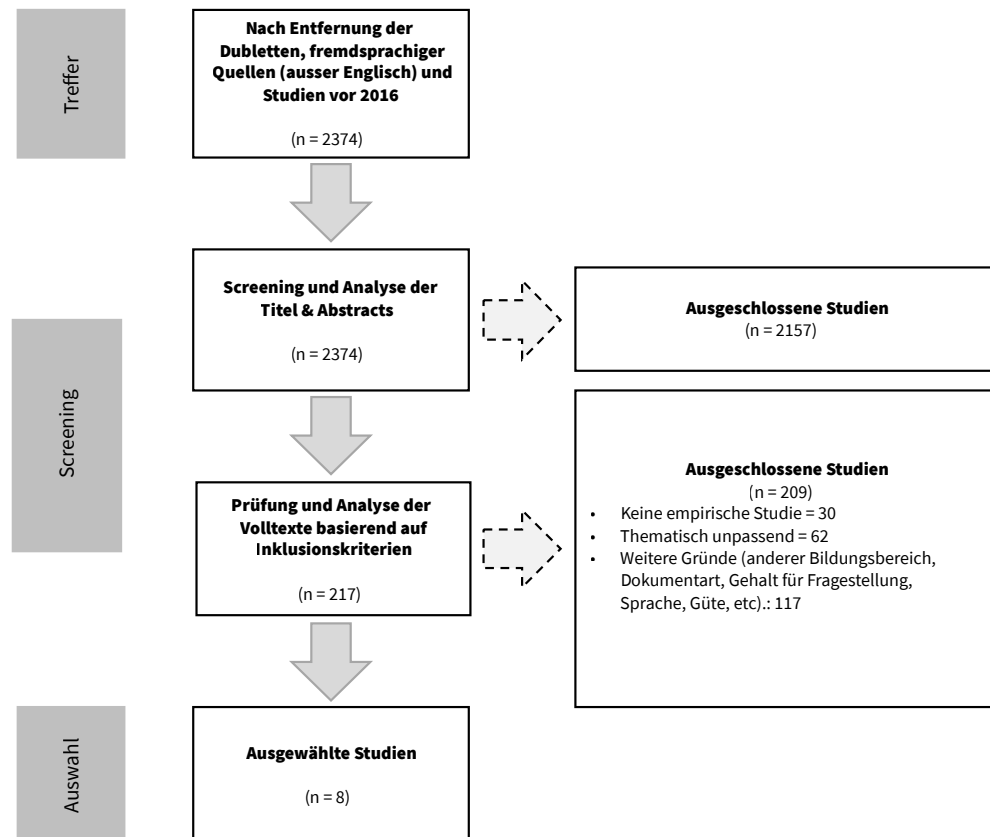 Treffer
Nach Entfernung der
Dubletten, fremdsprachiger
Quellen (ausser Englisch) und
Studien vor 2016
(n = 2374)
Screening
Screening und Analyse der
Titel & Abstracts
(n = 2374)
Ausgeschlossene Studien
(n = 2157)
Prüfung und Analyse der
Volltexte basierend auf
Inklusionskriterien
(n = 217)
Ausgeschlossene Studien
(n = 209)
• Keine empirische Studie = 30
• Thematisch unpassend = 62
• Weitere Gründe (anderer Bildungsbereich,
Dokumentart, Gehalt für Fragestellung,
Sprache, Güte, etc).: 117
Auswahl
Ausgewählte Studien
(n = 8)